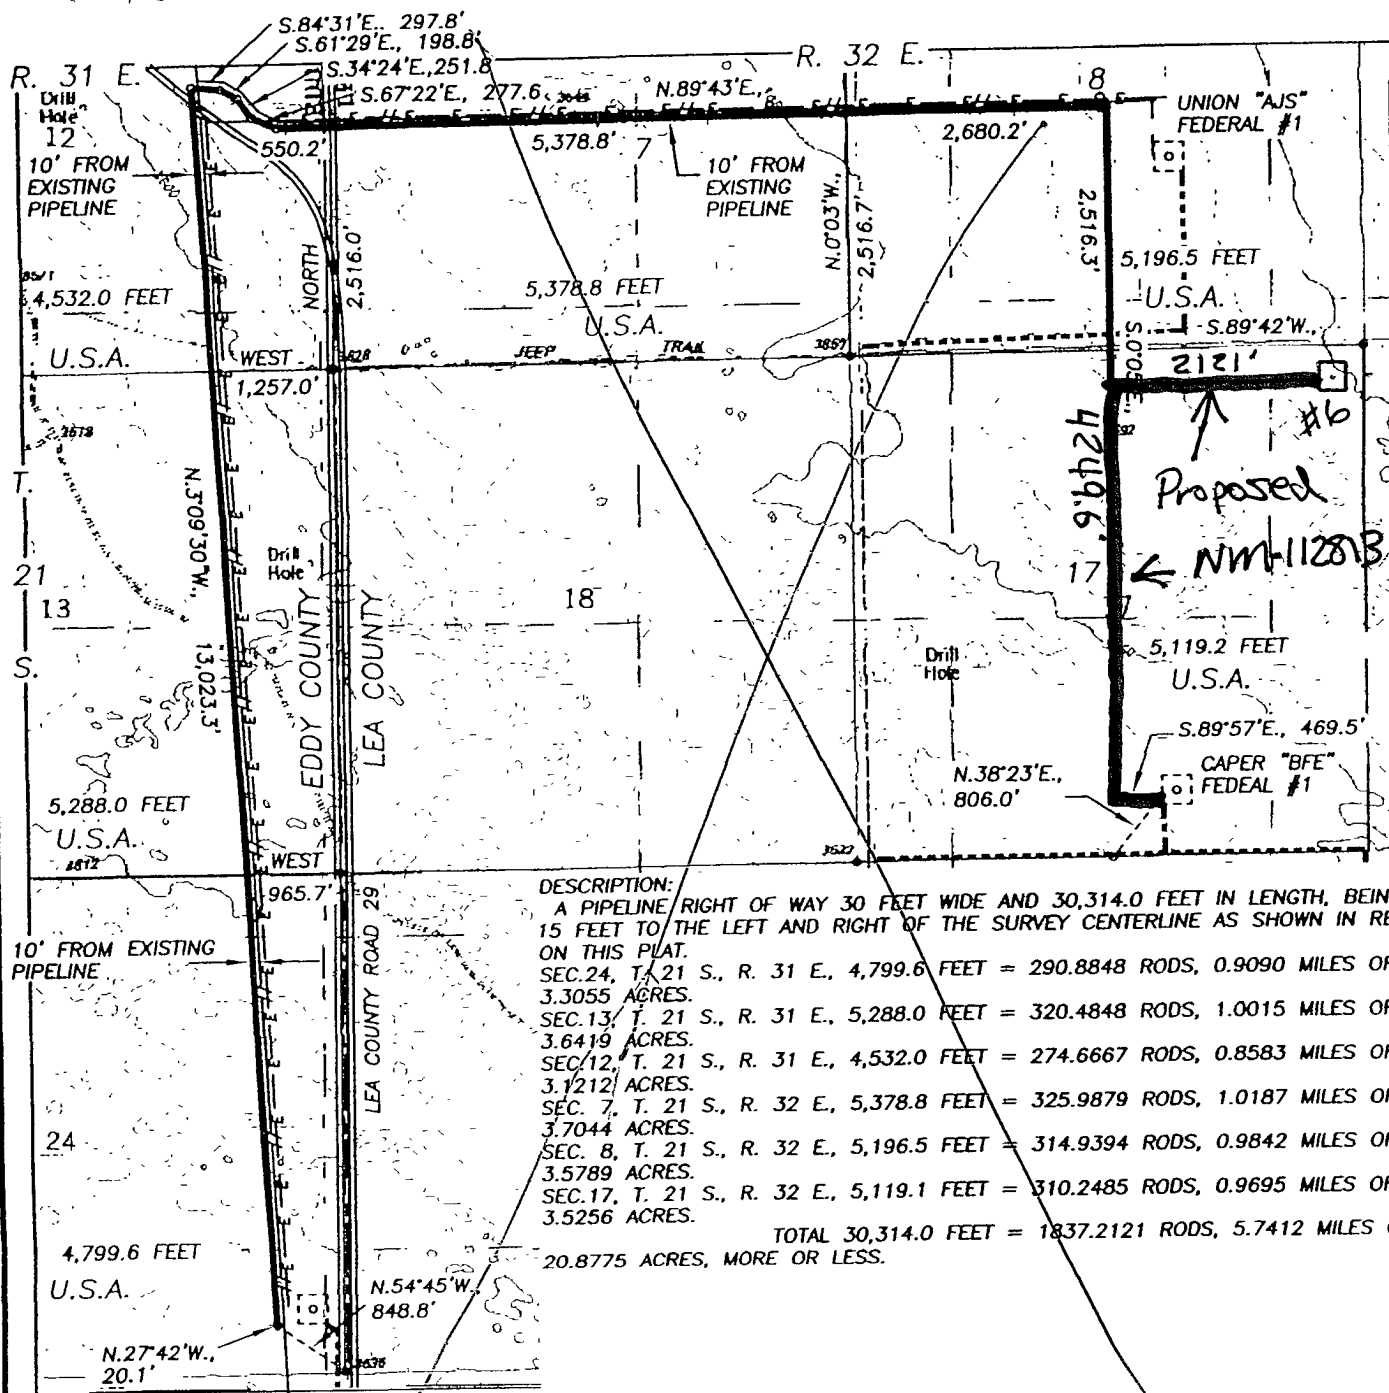 S.84°31'E., 297.8'
S.61°29'E., 198.8'
S.34°24'E., 251.8
S.67°22'E., 277.6
R. 31 E.
R. 32 E.
Drill
Hole
12
N.89°43'E.,
8
UNION "AJS"
FEDERAL #1
550.2'
5,378.8'
7
2,680.2'
10' FROM
EXISTING
PIPELINE
10' FROM
EXISTING
PIPELINE
NORTH
2,516.0'
N.0°03'W.,
2,516.7'
2,516.3'
5,196.5 FEET
U.S.A.
4,532.0 FEET
U.S.A.
5,378.8 FEET
U.S.A.
S.89°42'W.,
S.0°05'E.,
WEST
1,257.0'
3628
JEEP TRAIL
3657
2121'
#6
3678
4249.6'
Proposed
NM-112813
T.
21
S.
N.3°09'30"W.,
13,023.3'
Drill
Hole
13
18
17
EDDY COUNTY
LEA COUNTY
Drill
Hole
5,119.2 FEET
U.S.A.
S.89°57'E., 469.5'
CAPER "BFE"
FEDEAL #1
N.38°23'E.,
806.0'
5,288.0 FEET
U.S.A.
3612
WEST
965.7'
3622
LEA COUNTY ROAD 29
10' FROM EXISTING
PIPELINE
DESCRIPTION:
A PIPELINE RIGHT OF WAY 30 FEET WIDE AND 30,314.0 FEET IN LENGTH, BEIN
15 FEET TO THE LEFT AND RIGHT OF THE SURVEY CENTERLINE AS SHOWN IN RE
ON THIS PLAT.
SEC.24, T. 21 S., R. 31 E., 4,799.6 FEET = 290.8848 RODS, 0.9090 MILES OR
3.3055 ACRES.
SEC.13, T. 21 S., R. 31 E., 5,288.0 FEET = 320.4848 RODS, 1.0015 MILES OR
3.6419 ACRES.
SEC.12, T. 21 S., R. 31 E., 4,532.0 FEET = 274.6667 RODS, 0.8583 MILES OR
3.1212 ACRES.
SEC. 7, T. 21 S., R. 32 E., 5,378.8 FEET = 325.9879 RODS, 1.0187 MILES OR
3.7044 ACRES.
SEC. 8, T. 21 S., R. 32 E., 5,196.5 FEET = 314.9394 RODS, 0.9842 MILES OR
3.5789 ACRES.
SEC.17, T. 21 S., R. 32 E., 5,119.1 FEET = 310.2485 RODS, 0.9695 MILES OR
3.5256 ACRES.
TOTAL 30,314.0 FEET = 1837.2121 RODS, 5.7412 MILES
20.8775 ACRES, MORE OR LESS.
24
4,799.6 FEET
U.S.A.
N.54°45'W.,
848.8'
N.27°42'W.,
20.1'
3636